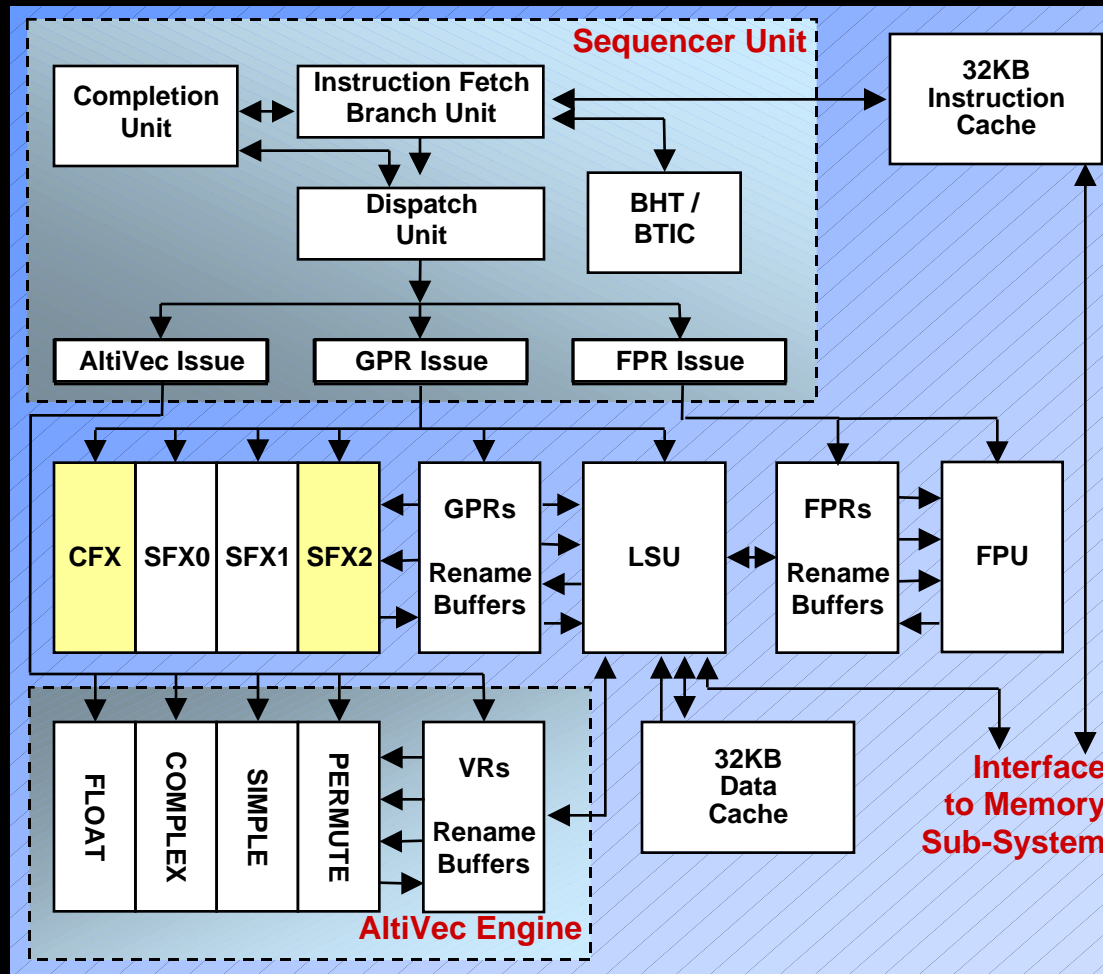 Sequencer Unit
Completion
Unit
Instruction Fetch
Branch Unit
32KB
Instruction
Cache
Dispatch
Unit
BHT /
BTIC
AltiVec Issue
GPR Issue
FPR Issue
CFX
SFX0
SFX1
SFX2
GPRs
Rename
Buffers
LSU
FPRs
Rename
Buffers
FPU
FLOAT
COMPLEX
SIMPLE
PERMUTE
VRs
Rename
Buffers
AltiVec Engine
32KB
Data
Cache
Interface
to Memory
Sub-System